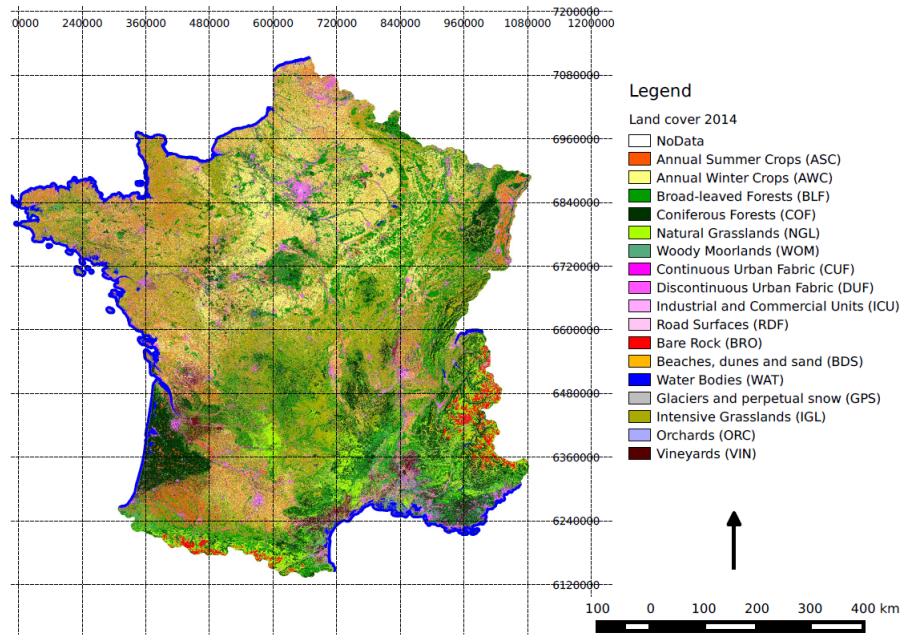 7200000
0000 240000 360000 480000 600000 720000 840000 960000 1080000 1200000
7080000
6960000
6840000
6720000
6600000
6480000
6360000
6240000
6120000
Legend
Land cover 2014
NoData
Annual Summer Crops (ASC)
Annual Winter Crops (AWC)
Broad-leaved Forests (BLF)
Coniferous Forests (COF)
Natural Grasslands (NGL)
Woody Moorlands (WOM)
Continuous Urban Fabric (CUF)
Discontinuous Urban Fabric (DUF)
Industrial and Commercial Units (ICU)
Road Surfaces (RDF)
Bare Rock (BRO)
Beaches, dunes and sand (BDS)
Water Bodies (WAT)
Glaciers and perpetual snow (GPS)
Intensive Grasslands (IGL)
Orchards (ORC)
Vineyards (VIN)
100 0 100 200 300 400 km